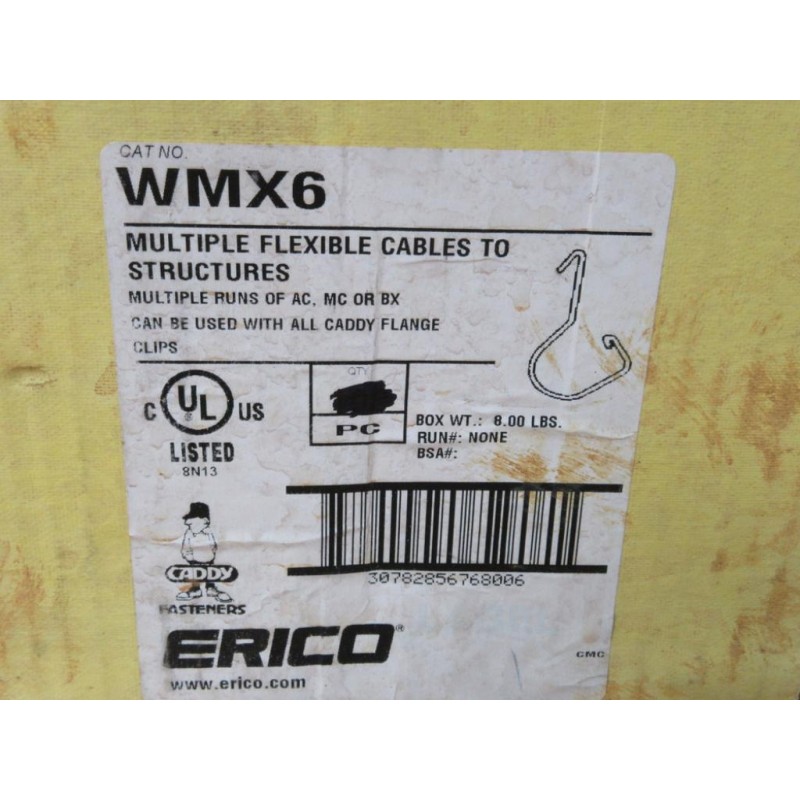 CAT NO.
WMX6
MULTIPLE FLEXIBLE CABLES TO
STRUCTURES
MULTIPLE RUNS OF AC, MC OR BX
CAN BE USED WITH ALL CADDY FLANGE
CLIPS
C UL US
LISTED
8N13
QTY
PC
BOX WT.: 8.00 LBS.
RUN#: NONE
BSA#:
30782856768006
CADDY
FASTENERS
ERICO®
www.erico.com
CMC